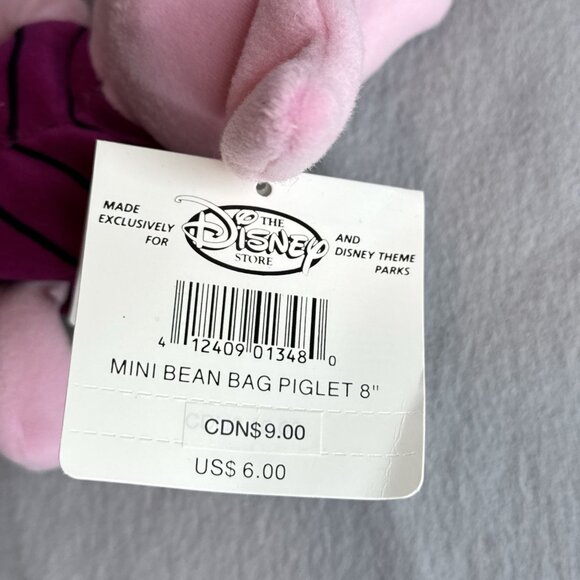 MADE
EXCLUSIVELY
FOR
THE
DISNEY
STORE
AND
DISNEY THEME
PARKS
4 12409 01348 0
MINI BEAN BAG PIGLET 8"
CDN$9.00
US$ 6.00